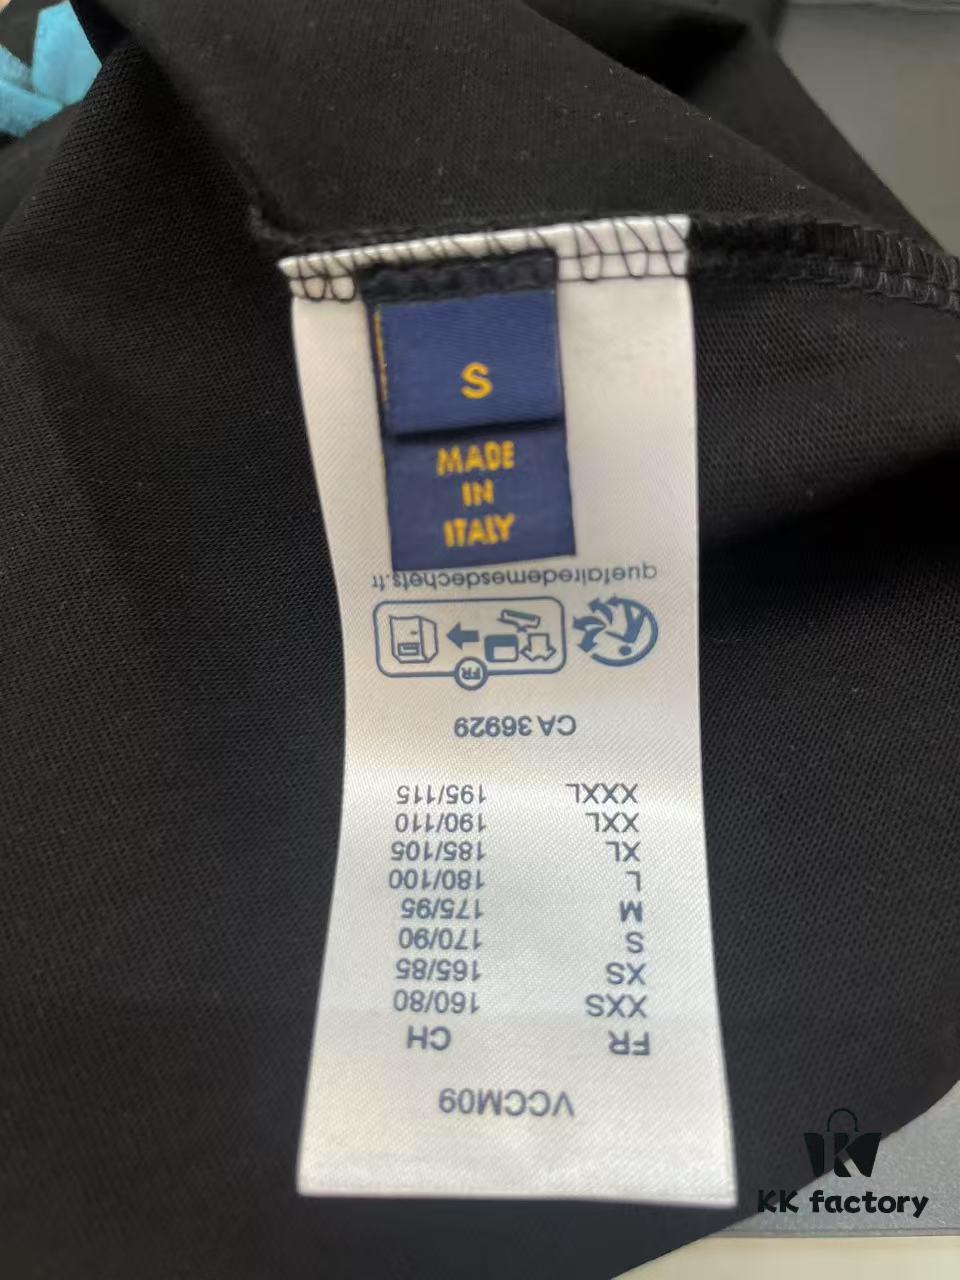 S
MADE
IN
ITALY
VCCM09
FR CH
XXS 160/80
XS 165/85
S 170/90
M 175/95
L 180/100
XL 185/105
XXL 190/110
XXXL 195/115
CA 36929
FR
quefairedemesdechets.fr
KK factory